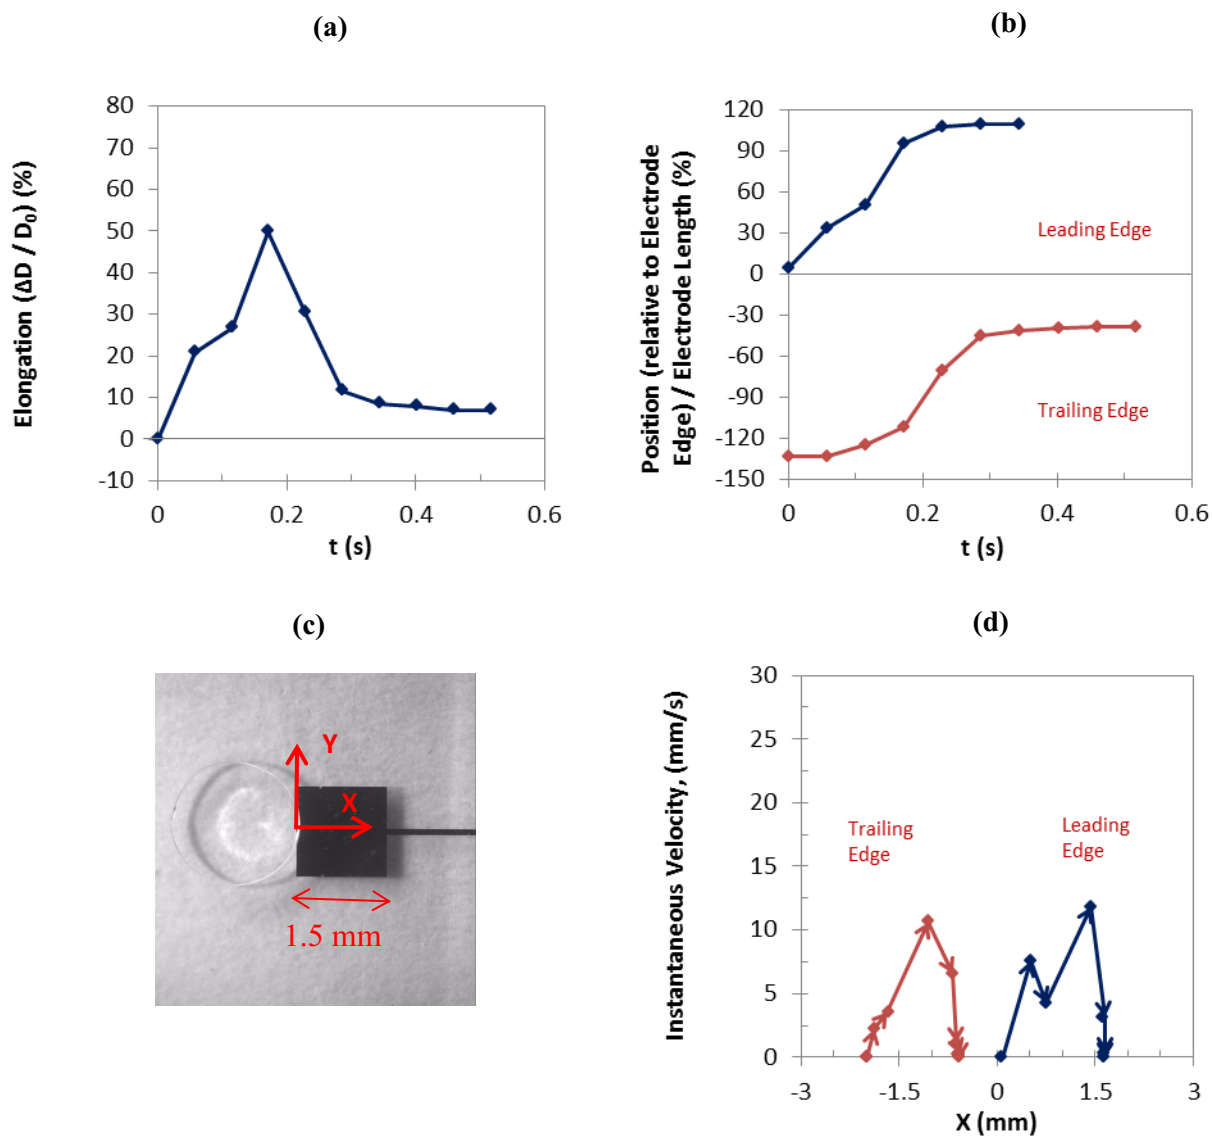 (a)
80
70
60
50
40
30
20
10
0
-10
0
0.2
0.4
0.6
t (s)
Elongation (ΔD / D₀) (%)
(b)
120
90
60
30
0
-30
-60
-90
-120
-150
0
0.2
0.4
0.6
t (s)
Position (relative to Electrode
Edge) / Electrode Length (%)
Leading Edge
Trailing Edge
(c)
Y
X
1.5 mm
(d)
30
25
20
15
10
5
0
-3
-1.5
0
1.5
3
X (mm)
Instantaneous Velocity, (mm/s)
Trailing
Edge
Leading
Edge